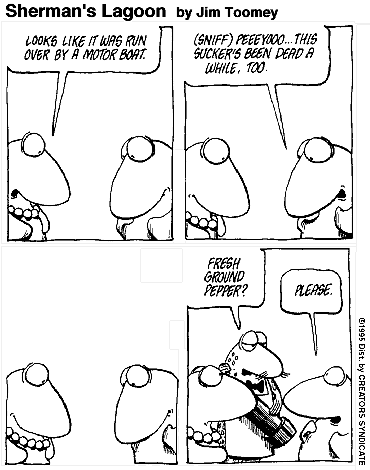 Sherman's Lagoon by Jim Toomey
LOOKS LIKE IT WAS RUN
OVER BY A MOTOR BOAT.
(SNIFF) PEEEYOOO... THIS
SUCKER'S BEEN DEAD A
WHILE, TOO.
FRESH
GROUND
PEPPER?
PLEASE.
©1995 Dist. by CREATORS SYNDICATE